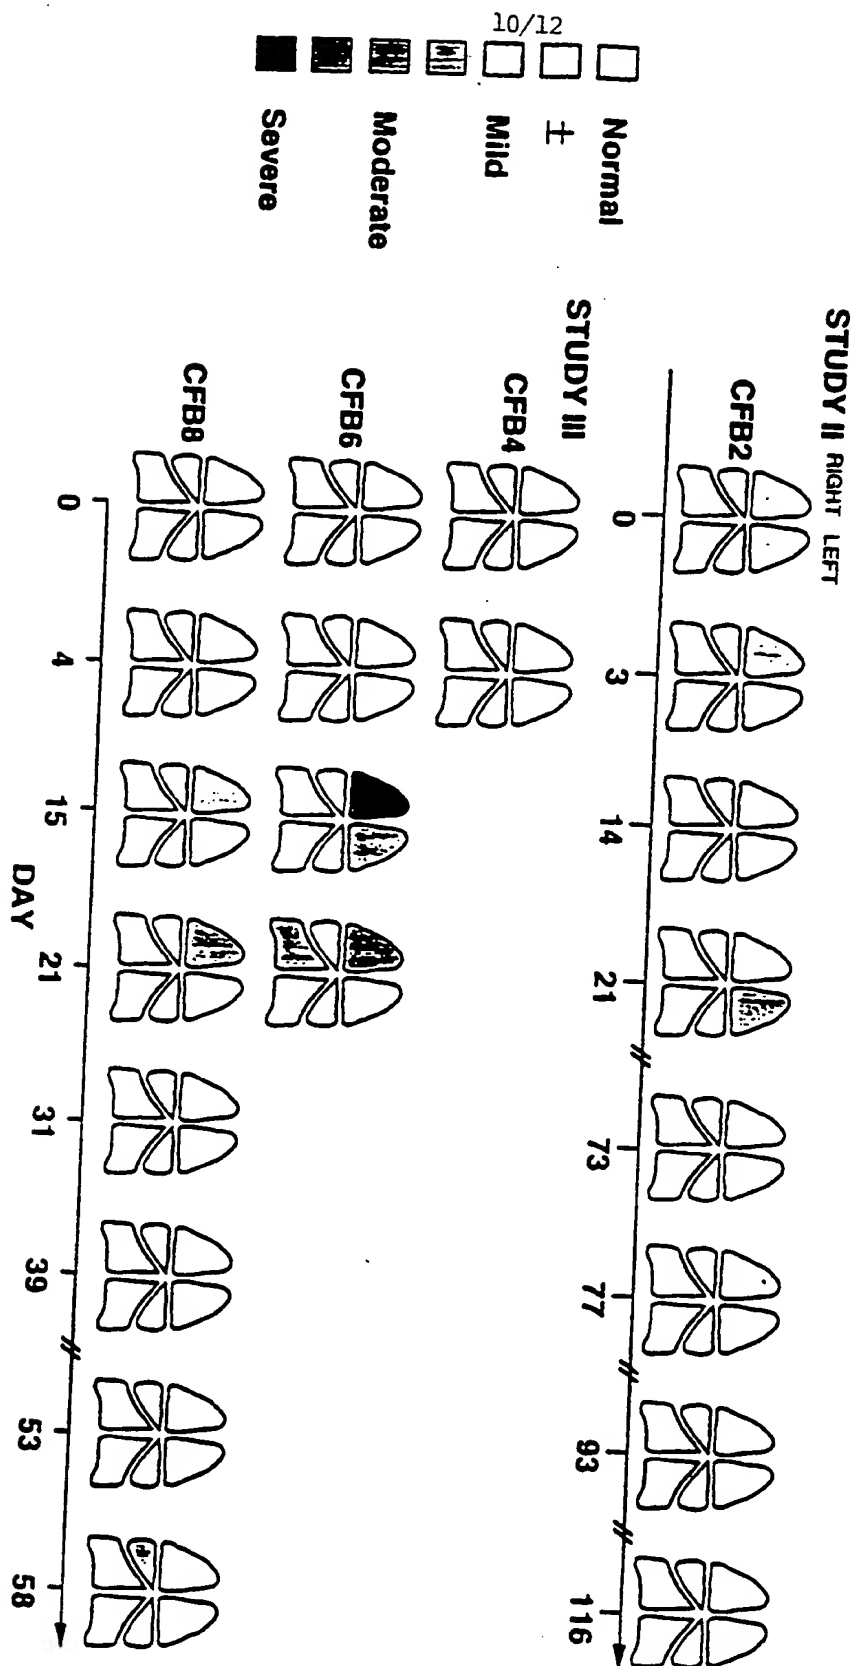 10/12
Normal
±
Mild
Moderate
Severe
STUDY II RIGHT LEFT
CFB2
0 3 14 21 73 77 93 116
STUDY III
CFB4
CFB6
CFB8
0 4 15 21 31 39 53 58
DAY